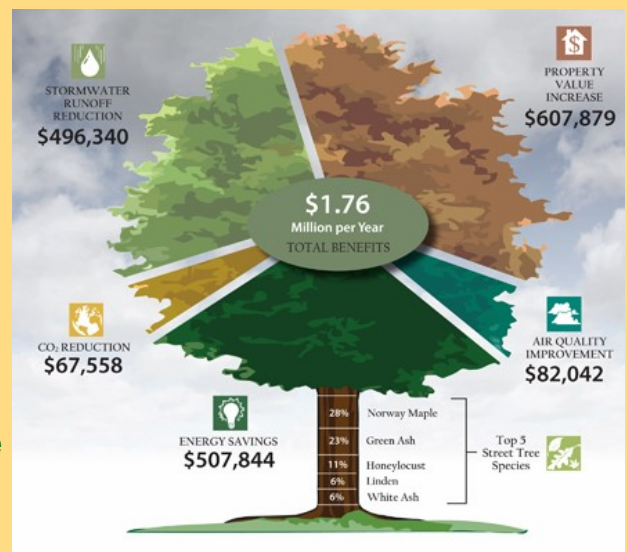 STORMWATER
RUNOFF
REDUCTION
$496,340
PROPERTY
VALUE
INCREASE
$607,879
$1.76
Million per Year
TOTAL BENEFITS
CO₂ REDUCTION
$67,558
AIR QUALITY
IMPROVEMENT
$82,042
ENERGY SAVINGS
$507,844
28% Norway Maple
23% Green Ash
11% Honeylocust
6% Linden
6% White Ash
Top 5
Street Tree
Species